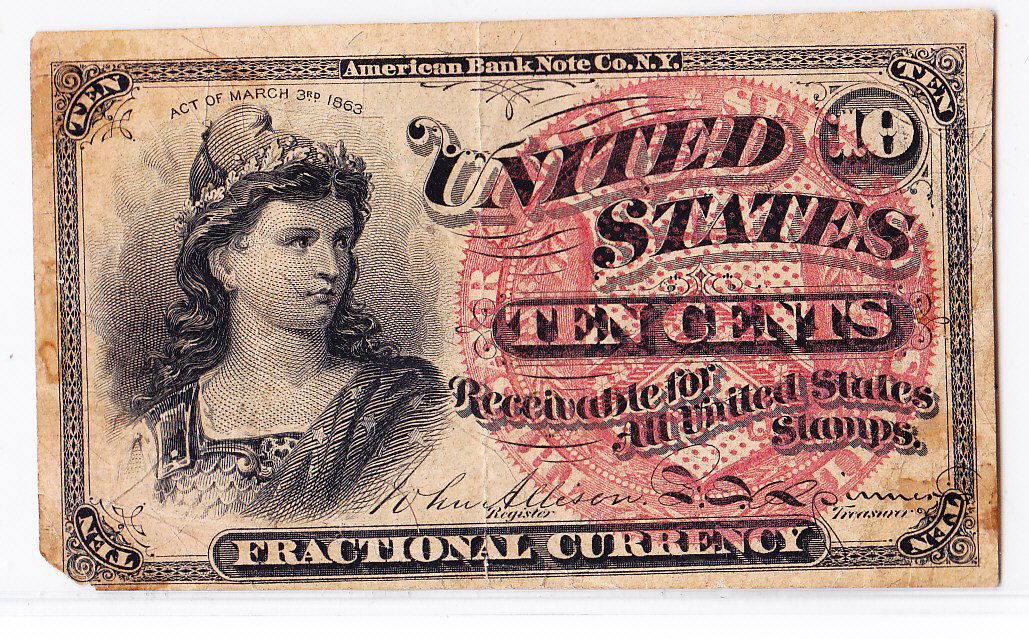 American Bank Note Co. N.Y.
TEN
TEN
ACT OF MARCH 3RD 1863
UNITED
10
STATES
TEN CENTS
Receivable for
All United States
Stamps.
John Allison
Register
Treasurer
TEN
TEN
FRACTIONAL CURRENCY